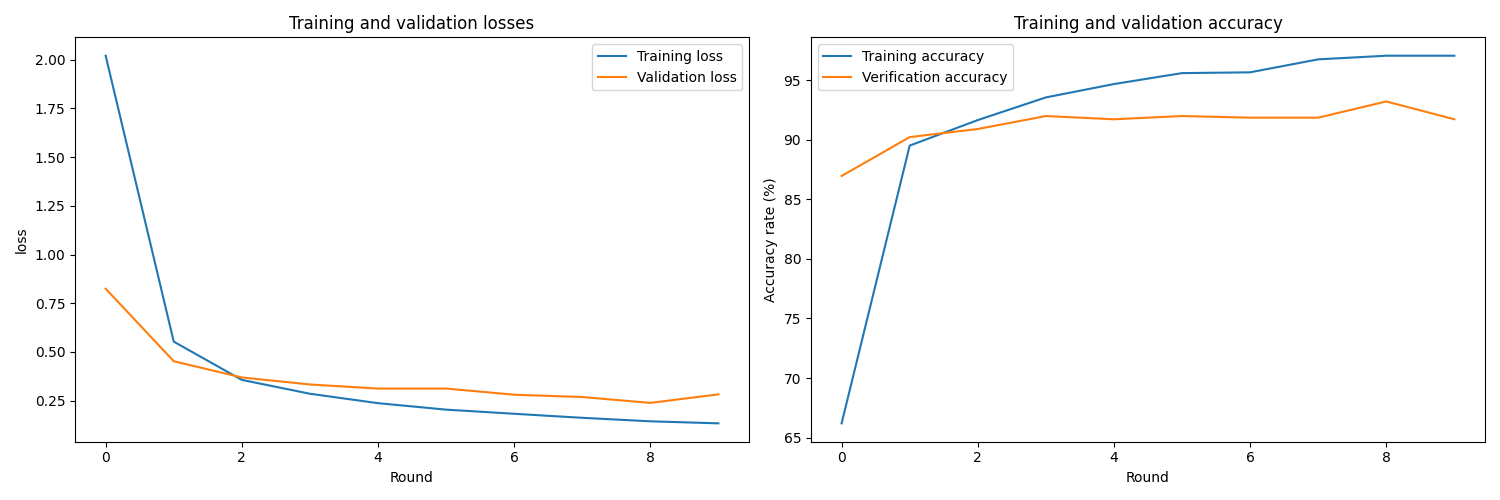 Training and validation losses
2.00
1.75
1.50
1.25
1.00
0.75
0.50
0.25
loss
Training loss
Validation loss
0 2 4 6 8
Round
Training and validation accuracy
95
90
85
80
75
70
65
Accuracy rate (%)
Training accuracy
Verification accuracy
0 2 4 6 8
Round